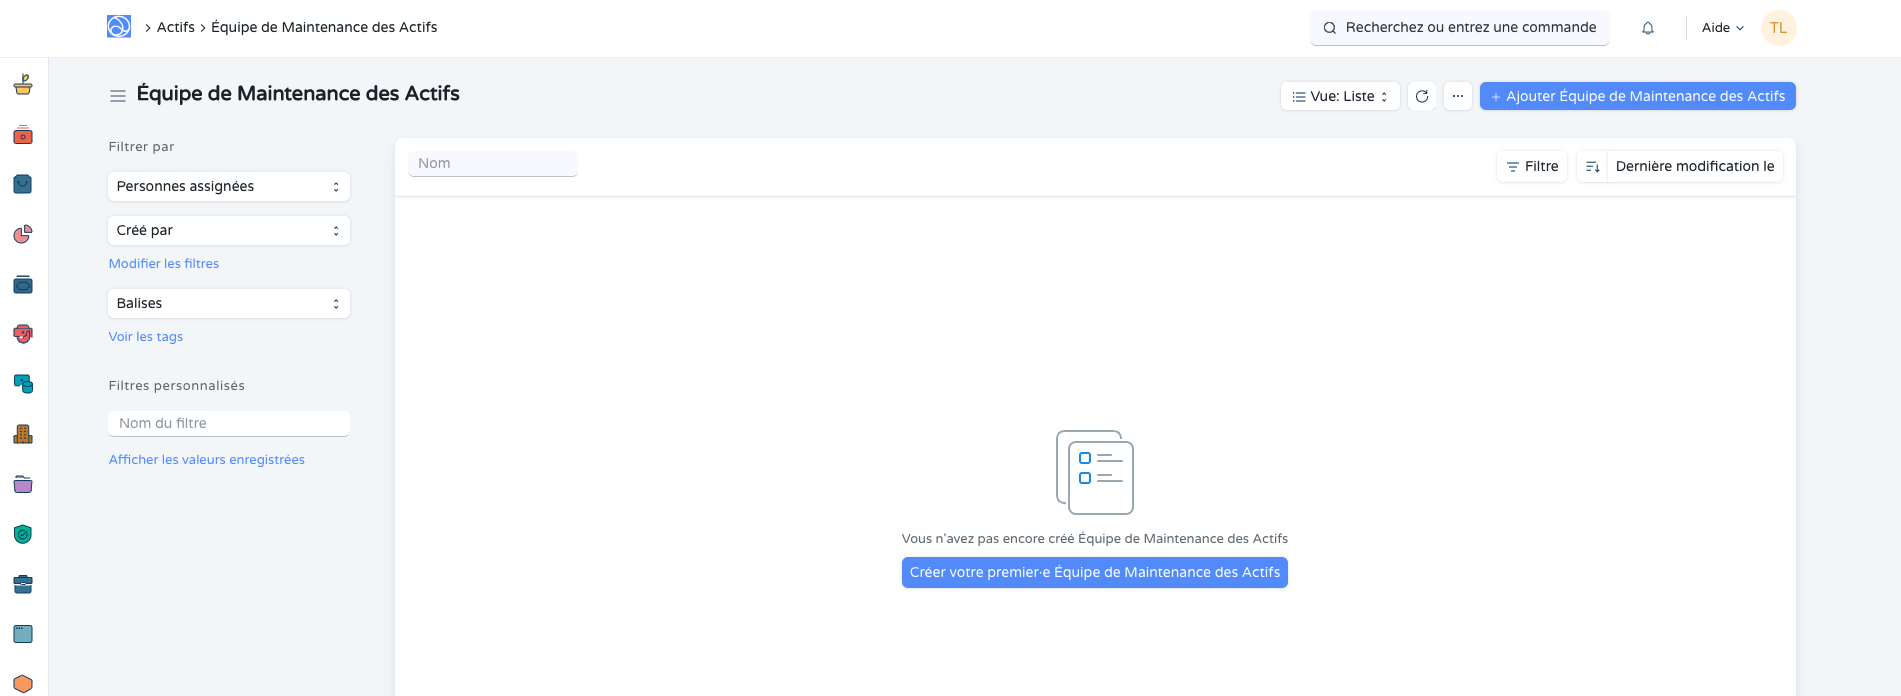 Actifs
Équipe de Maintenance des Actifs
Recherchez ou entrez une commande
Aide
TL
Équipe de Maintenance des Actifs
Vue: Liste
Ajouter Équipe de Maintenance des Actifs
Filtrer par
Personnes assignées
Créé par
Modifier les filtres
Balises
Voir les tags
Filtres personnalisés
Nom du filtre
Afficher les valeurs enregistrées
Nom
Filtre
Dernière modification le
Vous n'avez pas encore créé Équipe de Maintenance des Actifs
Créer votre premier·e Équipe de Maintenance des Actifs